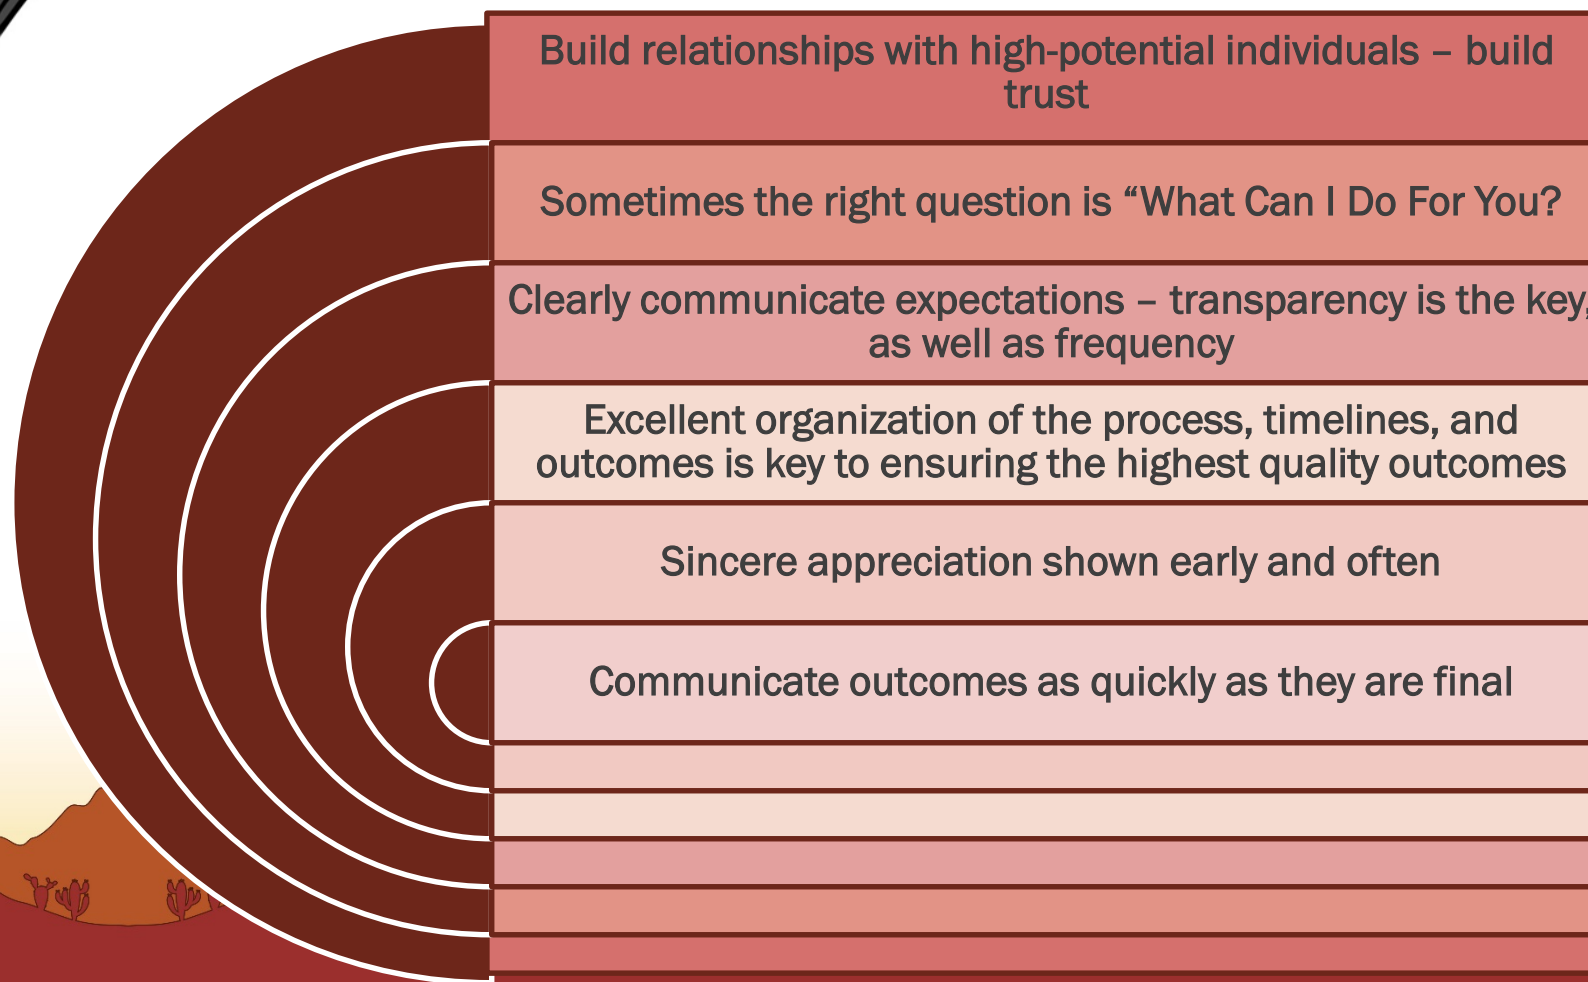 Build relationships with high-potential individuals – build
trust
Sometimes the right question is “What Can I Do For You?
Clearly communicate expectations – transparency is the key,
as well as frequency
Excellent organization of the process, timelines, and
outcomes is key to ensuring the highest quality outcomes
Sincere appreciation shown early and often
Communicate outcomes as quickly as they are final